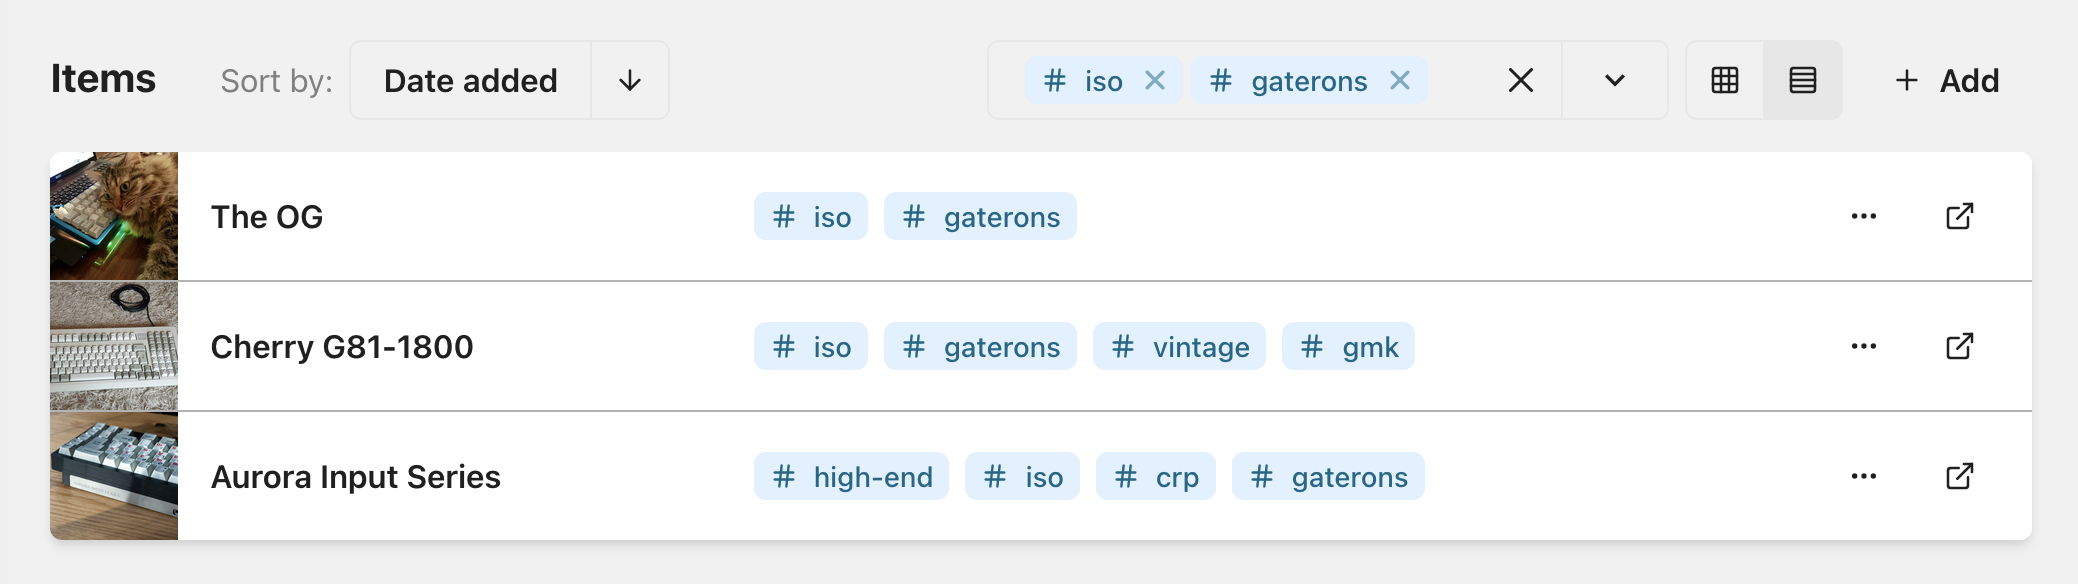 Items Sort by: Date added # iso # gaterons Add
The OG # iso # gaterons
Cherry G81-1800 # iso # gaterons # vintage # gmk
Aurora Input Series # high-end # iso # crp # gaterons